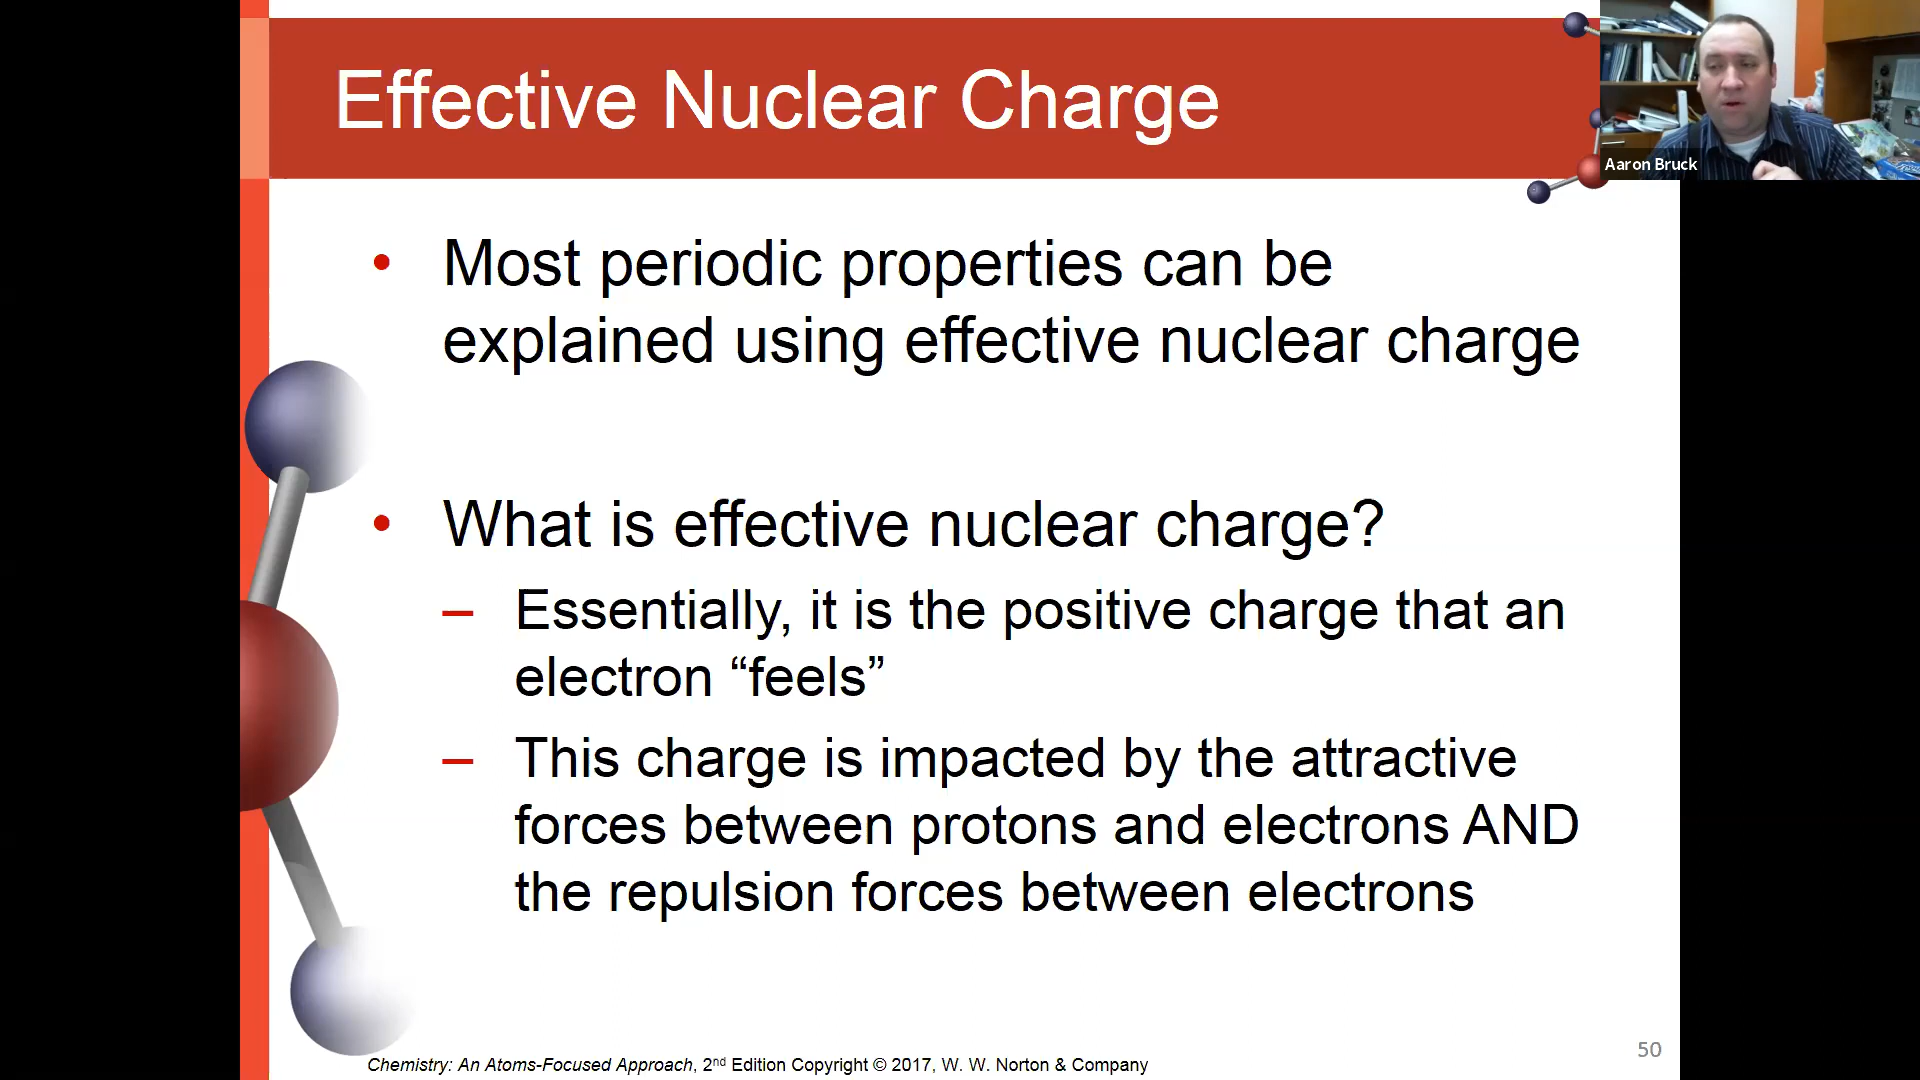 Effective Nuclear Charge
Aaron Bruck
• Most periodic properties can be
explained using effective nuclear charge
• What is effective nuclear charge?
– Essentially, it is the positive charge that an
electron “feels”
– This charge is impacted by the attractive
forces between protons and electrons AND
the repulsion forces between electrons
50
Chemistry: An Atoms-Focused Approach, 2nd Edition Copyright © 2017, W. W. Norton & Company